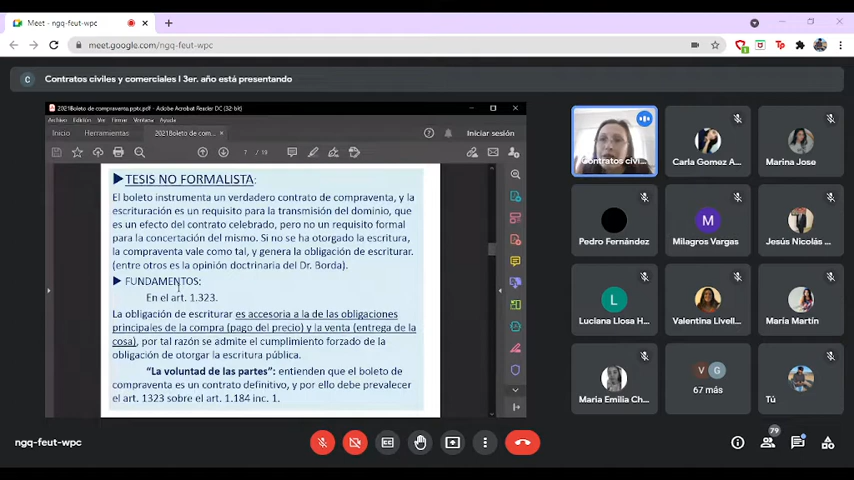 Meet - ngq-feut-wpc
meet.google.com/ngq-feut-wpc
C
Contratos civiles y comerciales I 3er. año está presentando
2021Boleto de compraventa.pptx.pdf - Adobe Acrobat Reader DC (32-bit)
Archivo Edición Ver Firmar Ventana Ayuda
Inicio Herramientas 2021Boleto de com...
Iniciar sesión
7 / 19
▶TESIS NO FORMALISTA:
El boleto instrumenta un verdadero contrato de compraventa, y la
escrituración es un requisito para la transmisión del dominio, que
es un efecto del contrato celebrado, pero no un requisito formal
para la concertación del mismo. Si no se ha otorgado la escritura,
la compraventa vale como tal, y genera la obligación de escriturar.
(entre otros es la opinión doctrinaria del Dr. Borda).
▶ FUNDAMENTOS:
En el art. 1.323.
La obligación de escriturar es accesoria a la de las obligaciones
principales de la compra (pago del precio) y la venta (entrega de la
cosa), por tal razón se admite el cumplimiento forzado de la
obligación de otorgar la escritura pública.
“La voluntad de las partes”: entienden que el boleto de
compraventa es un contrato definitivo, y por ello debe prevalecer
el art. 1323 sobre el art. 1.184 inc. 1.
Contratos civi...
Carla Gomez A...
Marina Jose
Pedro Fernández
M
Milagros Vargas
Jesús Nicolás ...
L
Luciana Llosa H...
Valentina Livell...
María Martín
Maria Emilia Ch...
V G
67 más
Tú
ngq-feut-wpc
79